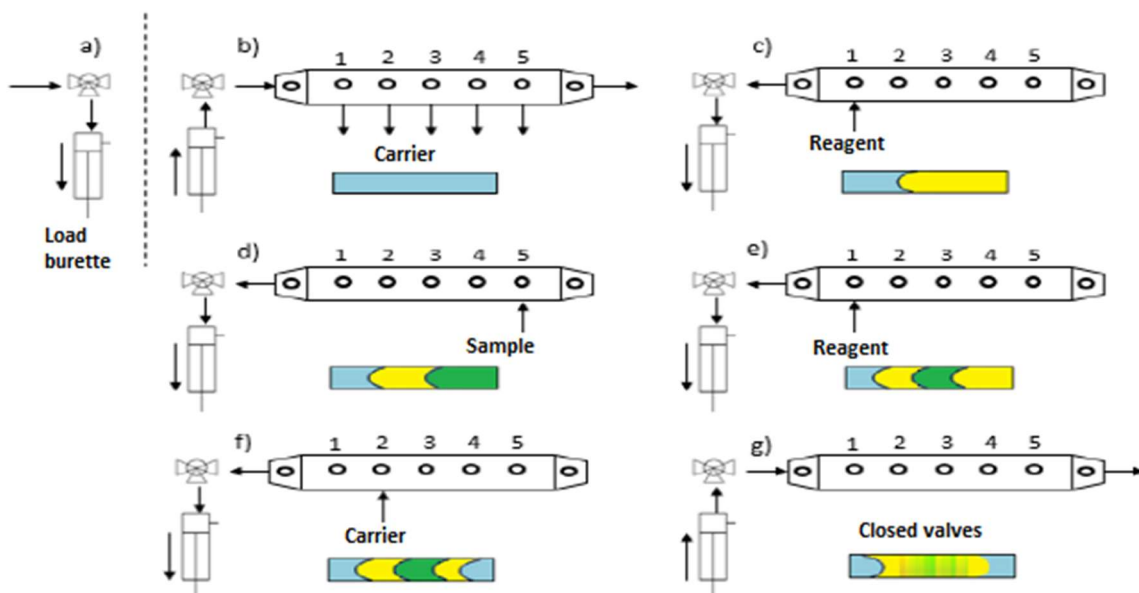 a)
Load
burette
b)
1 2 3 4 5
Carrier
c)
1 2 3 4 5
Reagent
d)
1 2 3 4 5
Sample
e)
1 2 3 4 5
Reagent
f)
1 2 3 4 5
Carrier
g)
1 2 3 4 5
Closed valves